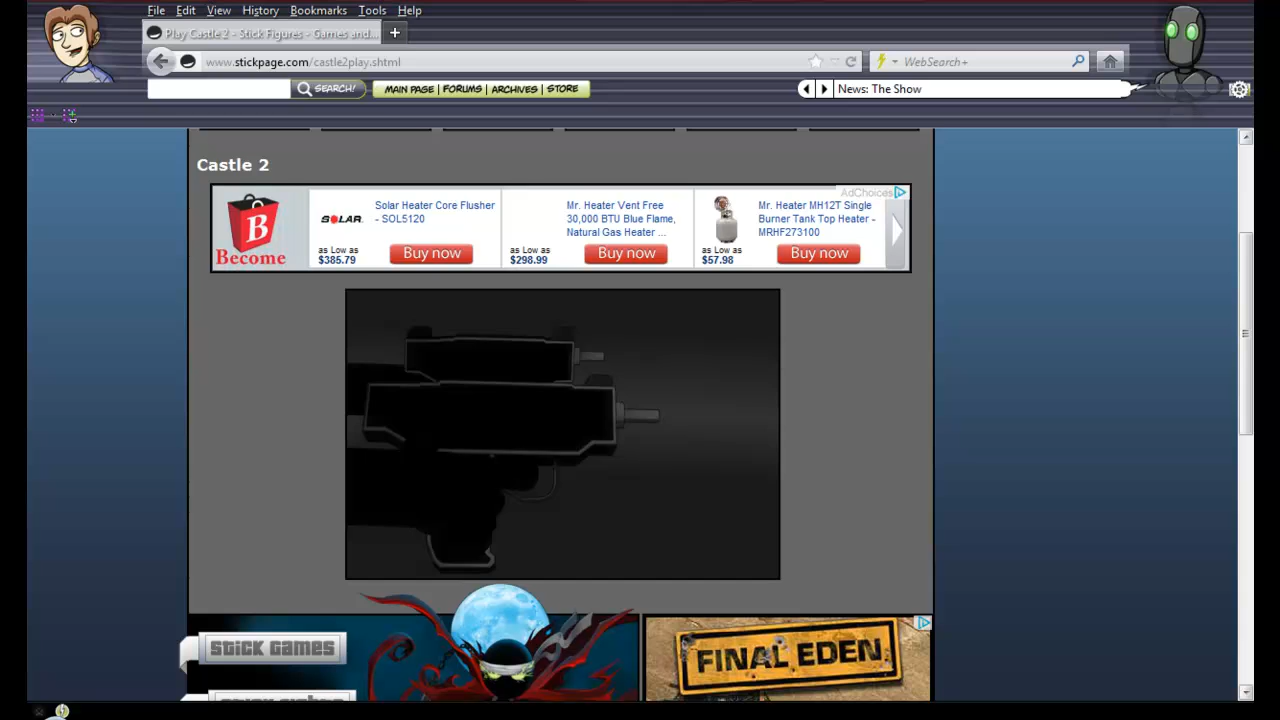 File Edit View History Bookmarks Tools Help
Play Castle 2 - Stick Figures - Games and...
www.stickpage.com/castle2play.shtml
WebSearch+
SEARCH!
MAIN PAGE | FORUMS | ARCHIVES | STORE
News: The Show
Castle 2
AdChoices
B
Become
SOLAR
Solar Heater Core Flusher
- SOL5120
as Low as
$385.79
Buy now
Mr. Heater Vent Free
30,000 BTU Blue Flame,
Natural Gas Heater ...
as Low as
$298.99
Buy now
Mr. Heater MH12T Single
Burner Tank Top Heater -
MRHF273100
as Low as
$57.98
Buy now
STICK GAMES
FINAL EDEN